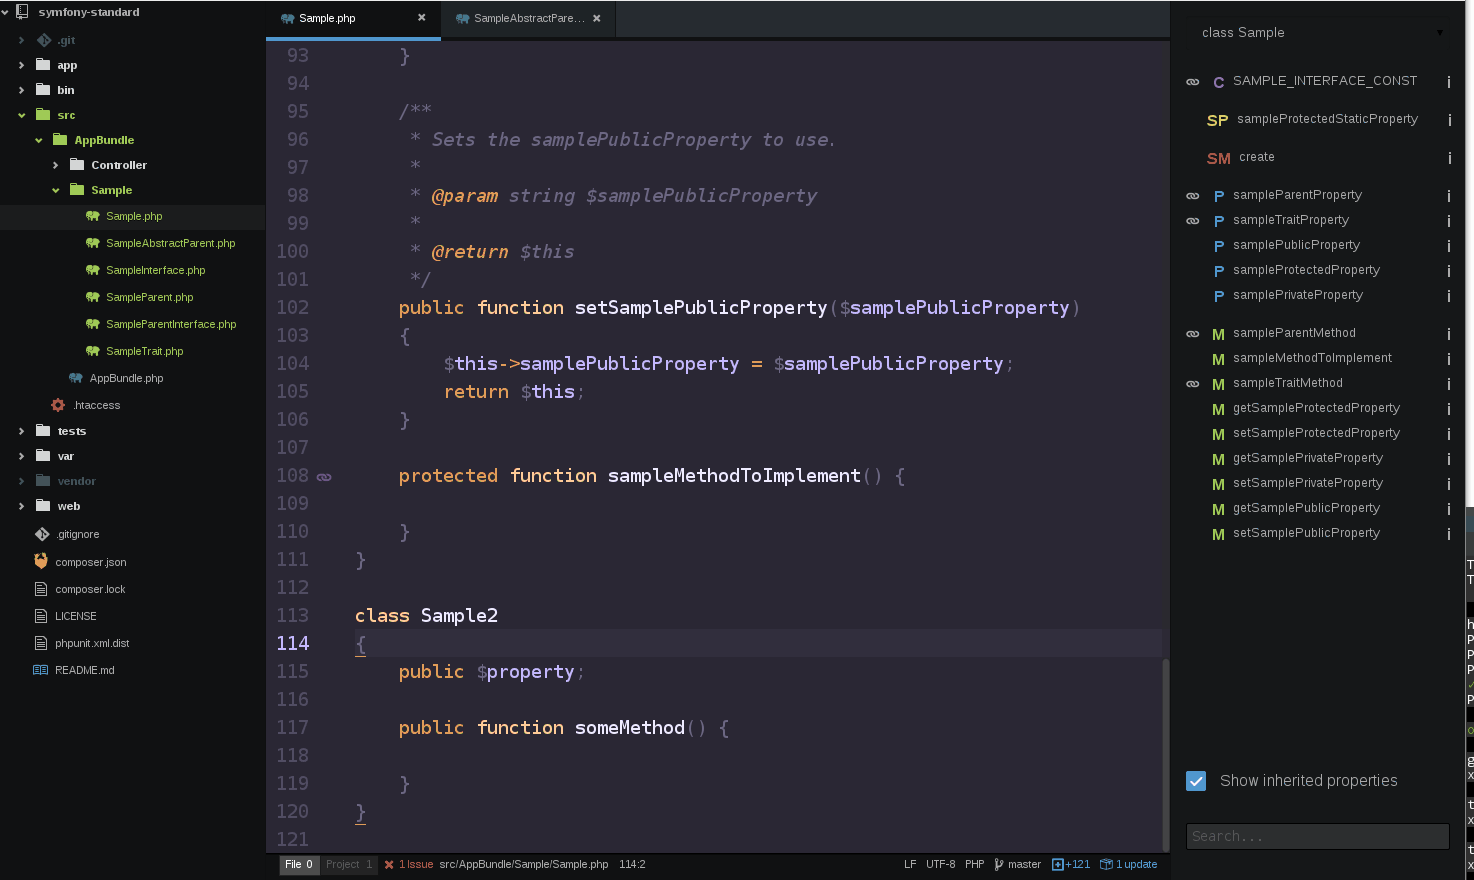 symfony-standard
.git
app
bin
src
AppBundle
Controller
Sample
Sample.php
SampleAbstractParent.php
SampleInterface.php
SampleParent.php
SampleParentInterface.php
SampleTrait.php
AppBundle.php
.htaccess
tests
var
vendor
web
.gitignore
composer.json
composer.lock
LICENSE
phpunit.xml.dist
README.md
Sample.php
SampleAbstractPare...
93 }
94
95 /**
96 * Sets the samplePublicProperty to use.
97 *
98 * @param string $samplePublicProperty
99 *
100 * @return $this
101 */
102 public function setSamplePublicProperty($samplePublicProperty)
103 {
104 $this->samplePublicProperty = $samplePublicProperty;
105 return $this;
106 }
107
108 protected function sampleMethodToImplement() {
109
110 }
111 }
112
113 class Sample2
114 {
115 public $property;
116
117 public function someMethod() {
118
119 }
120 }
121
File 0 Project 1 1 Issue src/AppBundle/Sample/Sample.php 114:2 LF UTF-8 PHP master +121 1 update
class Sample
C SAMPLE_INTERFACE_CONST i
SP sampleProtectedStaticProperty i
SM create i
P sampleParentProperty i
P sampleTraitProperty i
P samplePublicProperty i
P sampleProtectedProperty i
P samplePrivateProperty i
M sampleParentMethod i
M sampleMethodToImplement i
M sampleTraitMethod i
M getSampleProtectedProperty i
M setSampleProtectedProperty i
M getSamplePrivateProperty i
M setSamplePrivateProperty i
M getSamplePublicProperty i
M setSamplePublicProperty i
Show inherited properties
Search...